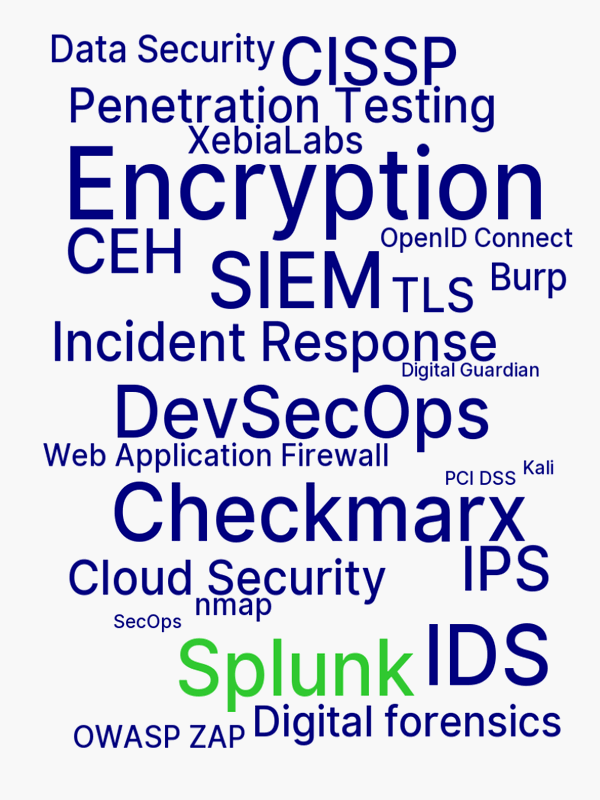 Data Security
CISSP
Penetration Testing
XebiaLabs
Encryption
CEH
OpenID Connect
SIEM
TLS
Burp
Incident Response
Digital Guardian
DevSecOps
Web Application Firewall
PCI DSS
Kali
Checkmarx
Cloud Security
IPS
nmap
SecOps
Splunk
IDS
Digital forensics
OWASP ZAP